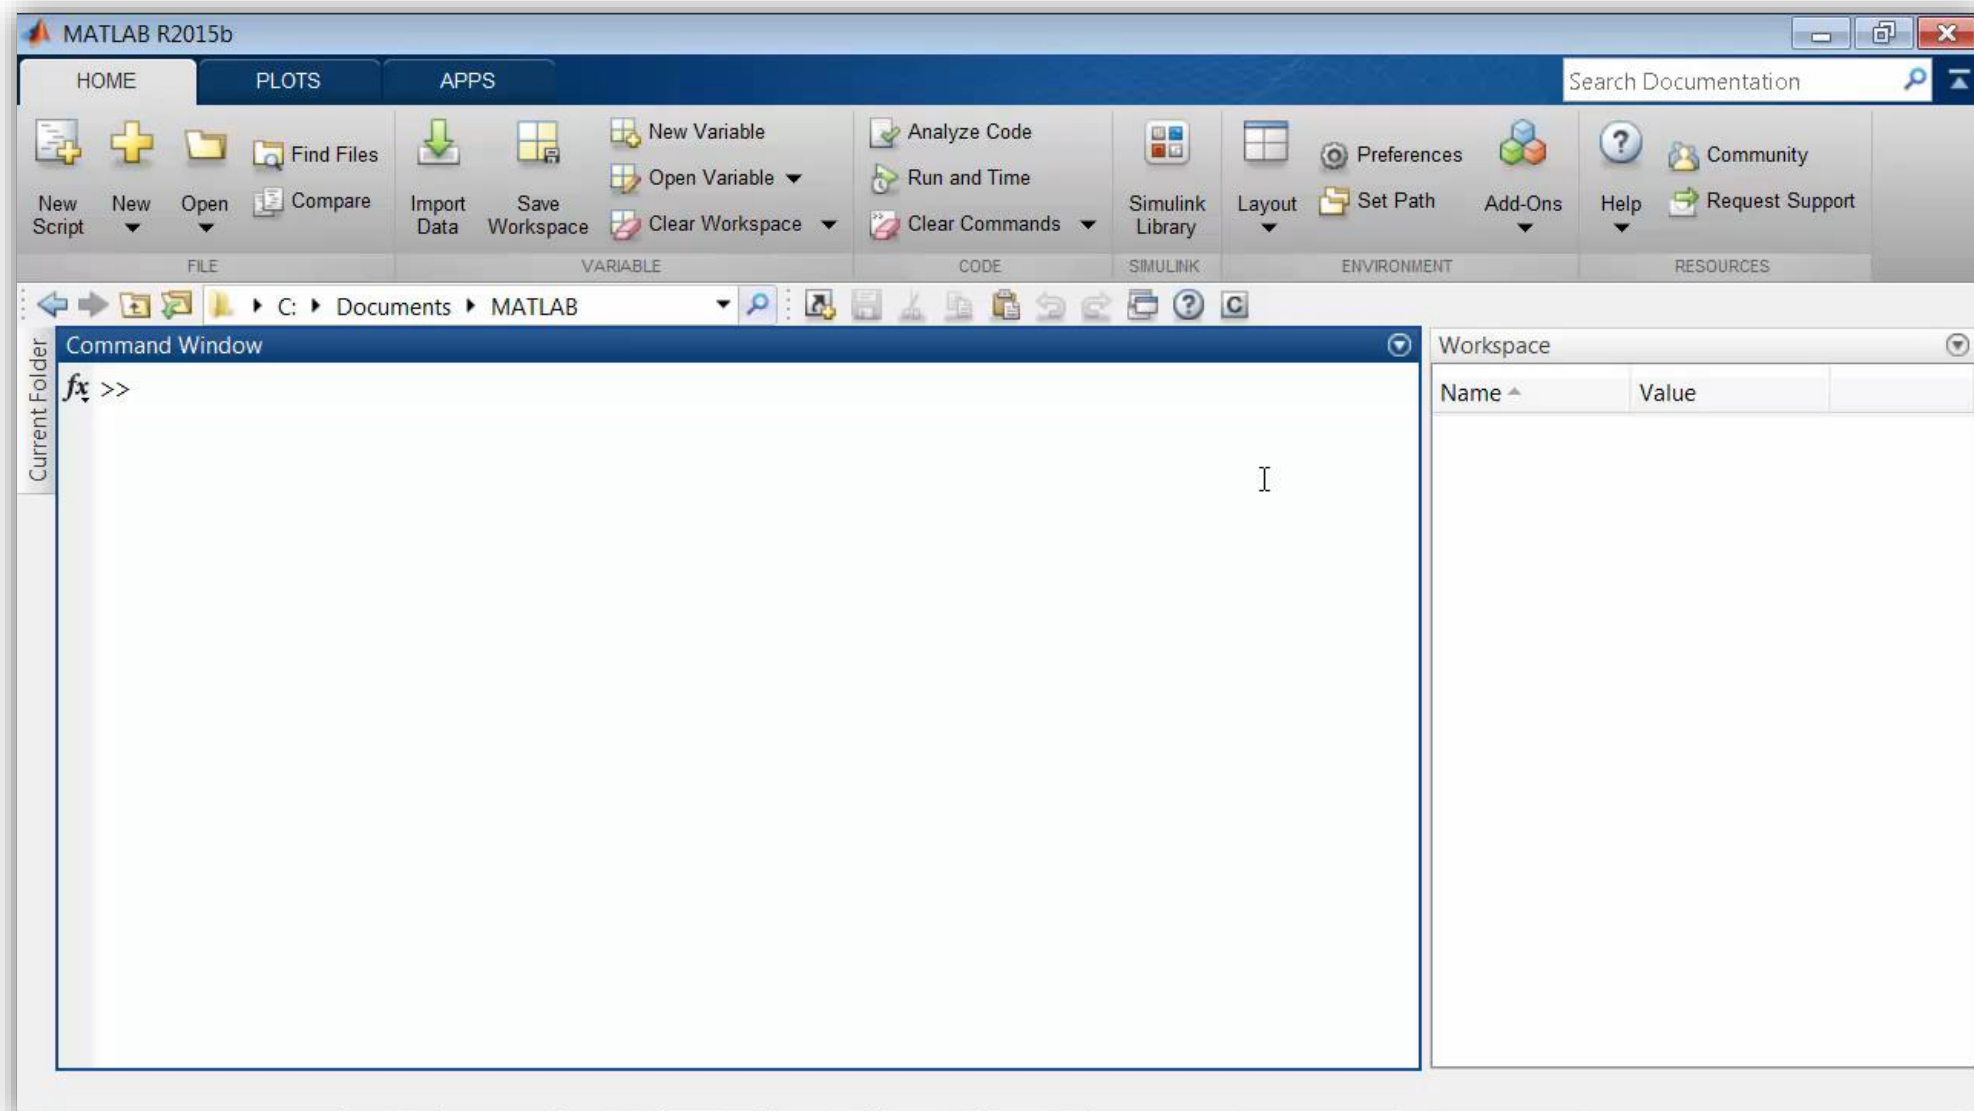 MATLAB R2015b
HOME PLOTS APPS Search Documentation
New Script
New
Open
Find Files
Compare
FILE
Import Data
Save Workspace
New Variable
Open Variable
Clear Workspace
VARIABLE
Analyze Code
Run and Time
Clear Commands
CODE
Simulink Library
SIMULINK
Layout
Preferences
Set Path
Add-Ons
ENVIRONMENT
Help
Community
Request Support
RESOURCES
C: Documents MATLAB
Current Folder
Command Window
fx >>
Workspace
Name Value